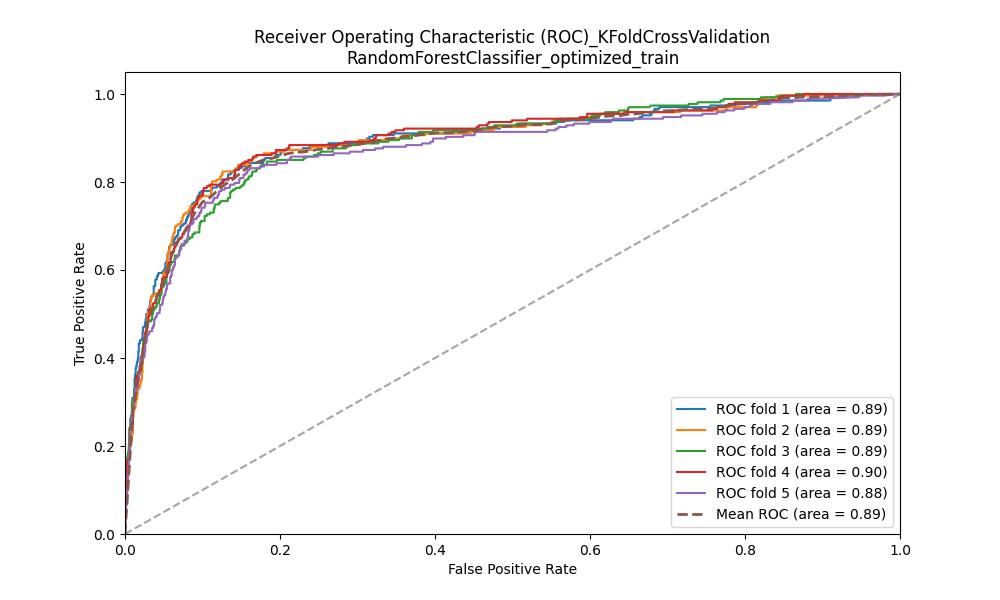 Receiver Operating Characteristic (ROC)_KFoldCrossValidation
RandomForestClassifier_optimized_train
True Positive Rate
1.0
0.8
0.6
0.4
0.2
0.0
0.0
0.2
0.4
0.6
0.8
1.0
False Positive Rate
ROC fold 1 (area = 0.89)
ROC fold 2 (area = 0.89)
ROC fold 3 (area = 0.89)
ROC fold 4 (area = 0.90)
ROC fold 5 (area = 0.88)
Mean ROC (area = 0.89)